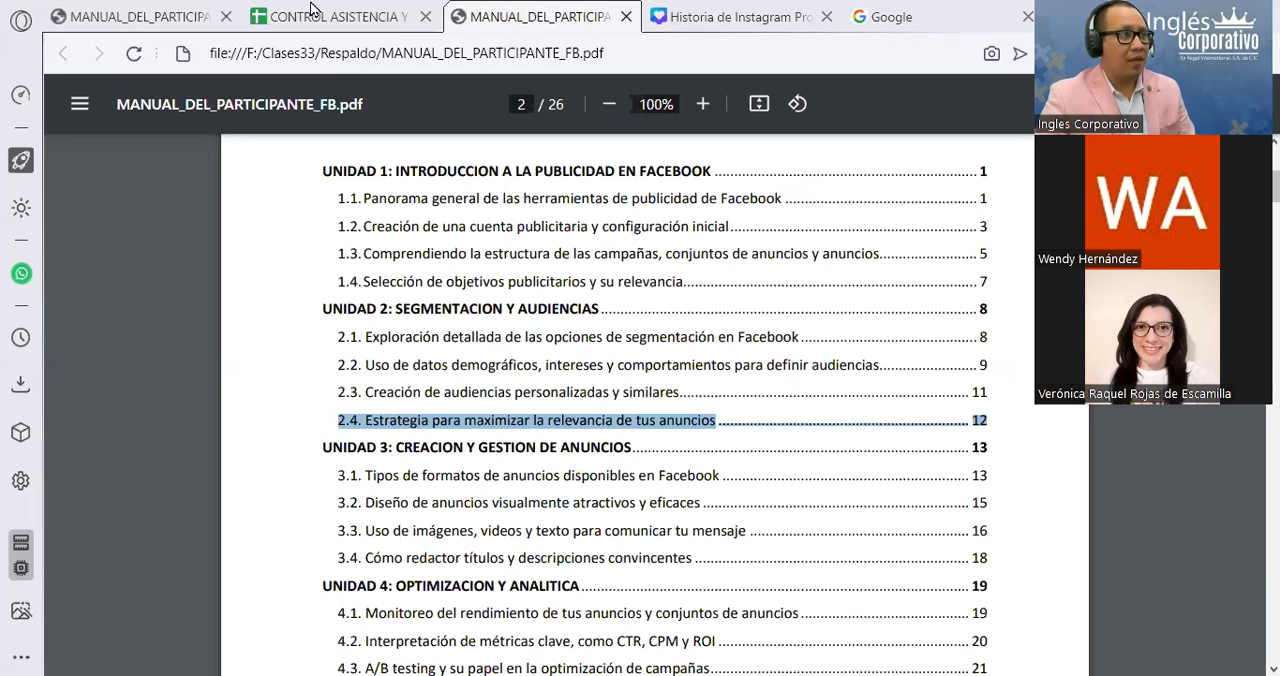 MANUAL_DEL_PARTICIPA
CONTROL ASISTENCIA Y
MANUAL_DEL_PARTICIPA
Historia de Instagram Pro
Google
file:///F:/Clases33/Respaldo/MANUAL_DEL_PARTICIPANTE_FB.pdf
MANUAL_DEL_PARTICIPANTE_FB.pdf
2 / 26
100%
UNIDAD 1: INTRODUCCION A LA PUBLICIDAD EN FACEBOOK 1
1.1. Panorama general de las herramientas de publicidad de Facebook 1
1.2. Creación de una cuenta publicitaria y configuración inicial 3
1.3. Comprendiendo la estructura de las campañas, conjuntos de anuncios y anuncios. 5
1.4. Selección de objetivos publicitarios y su relevancia. 7
UNIDAD 2: SEGMENTACION Y AUDIENCIAS 8
2.1. Exploración detallada de las opciones de segmentación en Facebook 8
2.2. Uso de datos demográficos, intereses y comportamientos para definir audiencias. 9
2.3. Creación de audiencias personalizadas y similares. 11
2.4. Estrategia para maximizar la relevancia de tus anuncios 12
UNIDAD 3: CREACION Y GESTION DE ANUNCIOS 13
3.1. Tipos de formatos de anuncios disponibles en Facebook 13
3.2. Diseño de anuncios visualmente atractivos y eficaces 15
3.3. Uso de imágenes, videos y texto para comunicar tu mensaje 16
3.4. Cómo redactor títulos y descripciones convincentes 18
UNIDAD 4: OPTIMIZACION Y ANALITICA 19
4.1. Monitoreo del rendimiento de tus anuncios y conjuntos de anuncios 19
4.2. Interpretación de métricas clave, como CTR, CPM y ROI 20
4.3. A/B testing y su papel en la optimización de campañas. 21
Inglés
Corporativo
By Regal International, S.A. de C.V.
Ingles Corporativo
WA
Wendy Hernández
Verónica Raquel Rojas de Escamilla